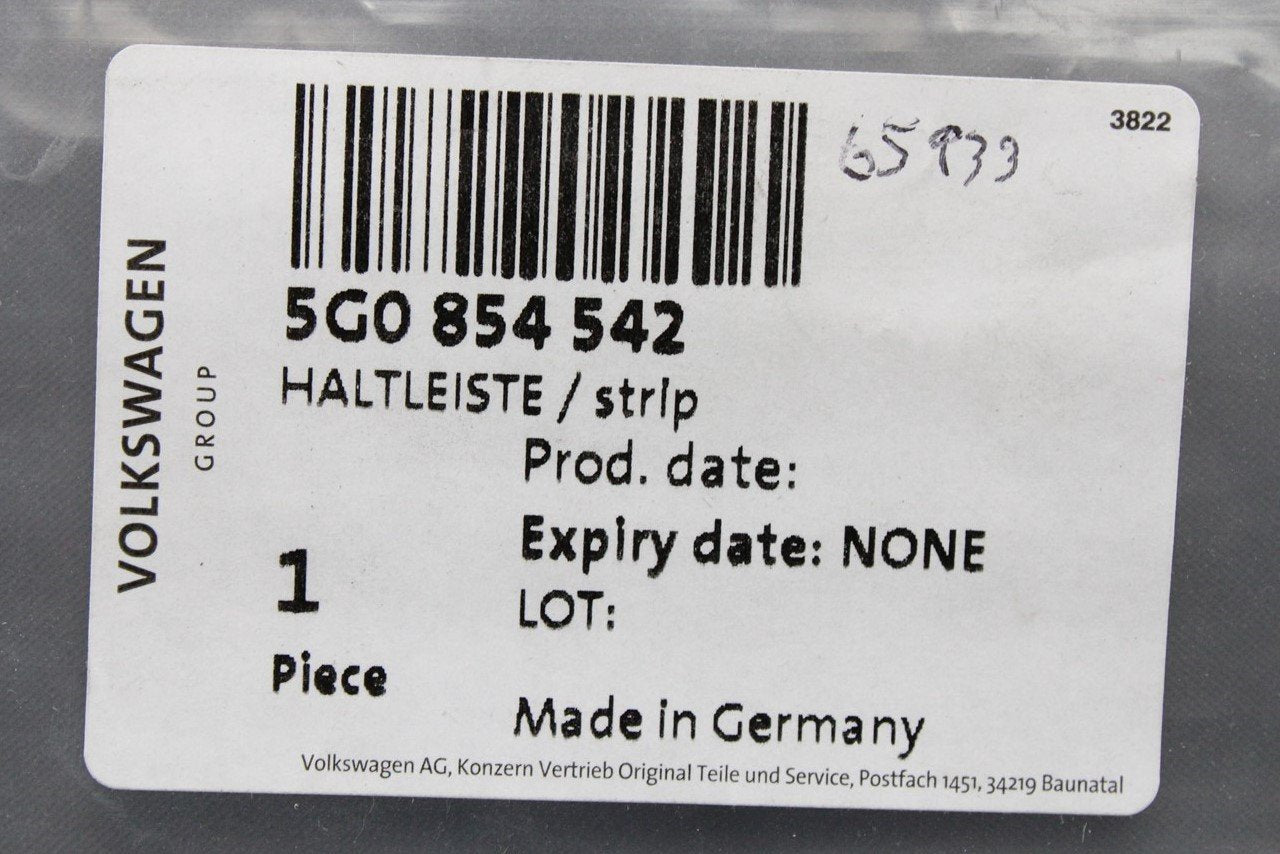 3822
65933
5G0 854 542
HALTLEISTE / strip
Prod. date:
Expiry date: NONE
LOT:
1
Piece
Made in Germany
Volkswagen AG, Konzern Vertrieb Original Teile und Service, Postfach 1451, 34219 Baunatal
VOLKSWAGEN
GROUP